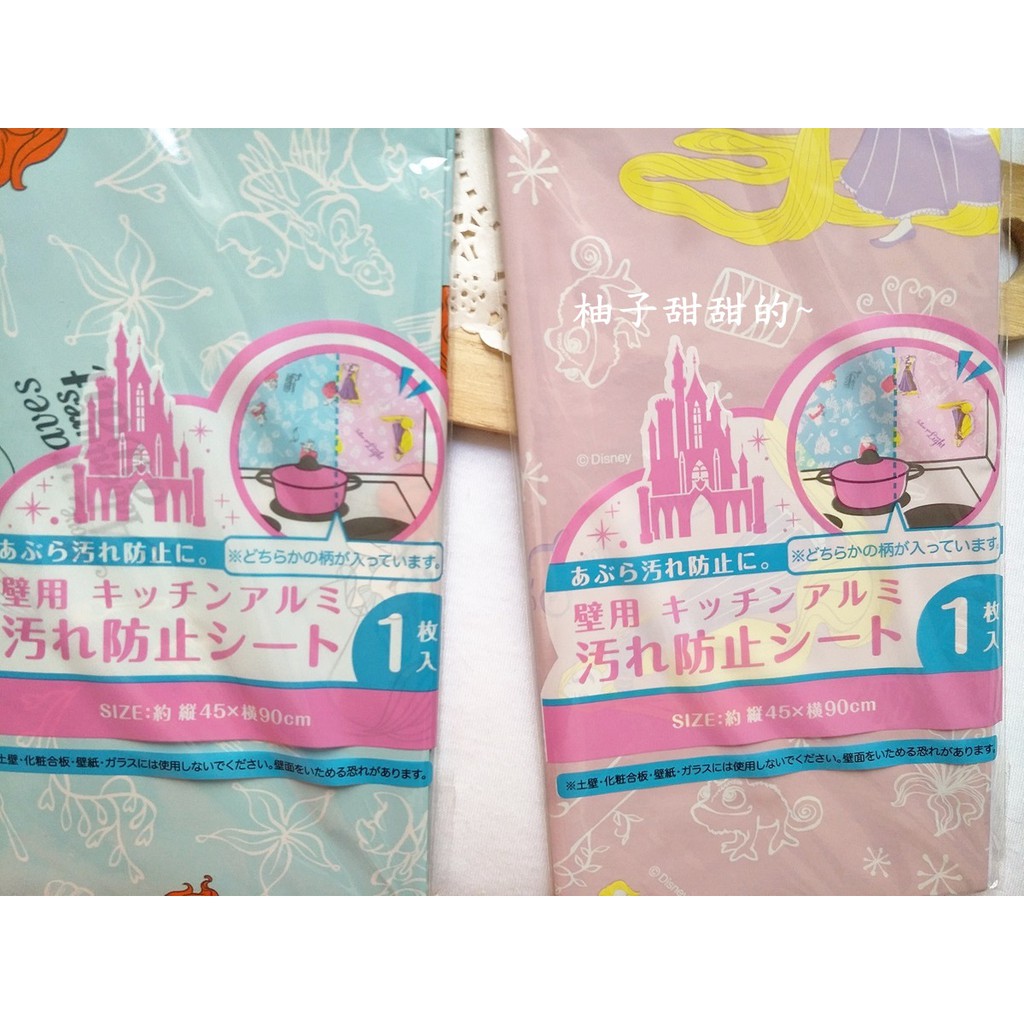 aves
most,
あぶら汚れ防止に。
※どちらかの柄が入っています。
壁用 キッチンアルミ
汚れ防止シート
1枚入
SIZE:約 縦45×横90cm
土壁・化粧合板・壁紙・ガラスには使用しないでください。壁面をいためる恐れがあります。
柚子甜甜的~
©Disney
Light
あぶら汚れ防止に。
※どちらかの柄が入っています。
壁用 キッチンアルミ
汚れ防止シート
1枚入
SIZE:約 縦45×横90cm
※土壁・化粧合板・壁紙・ガラスには使用しないでください。壁面をいためる恐れがあります。
©Disney